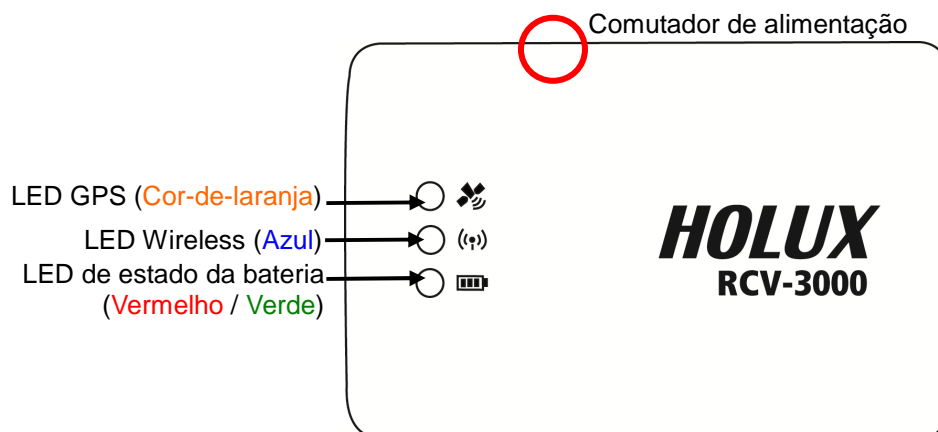 Comutador de alimentação
LED GPS (Cor-de-laranja)
LED Wireless (Azul)
LED de estado da bateria
(Vermelho / Verde)
HOLUX
RCV-3000